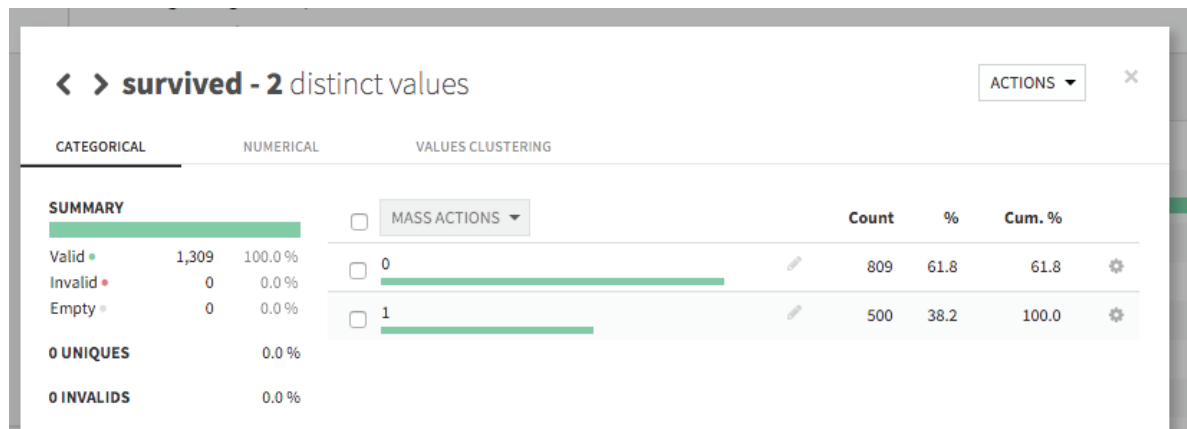 survived - 2 distinct values
ACTIONS
CATEGORICAL NUMERICAL VALUES CLUSTERING
SUMMARY
Valid 1,309 100.0 %
Invalid 0 0.0 %
Empty 0 0.0 %
0 UNIQUES 0.0 %
0 INVALIDS 0.0 %
MASS ACTIONS Count % Cum. %
0 809 61.8 61.8
1 500 38.2 100.0